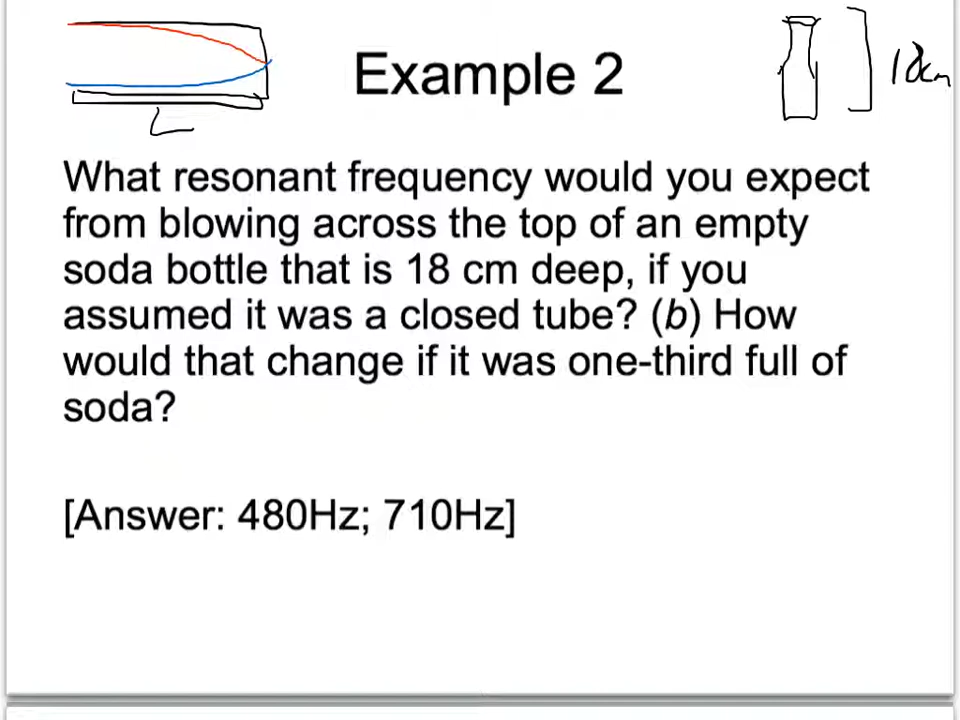 Example 2
18cm
L
What resonant frequency would you expect
from blowing across the top of an empty
soda bottle that is 18 cm deep, if you
assumed it was a closed tube? (b) How
would that change if it was one-third full of
soda?
[Answer: 480Hz; 710Hz]